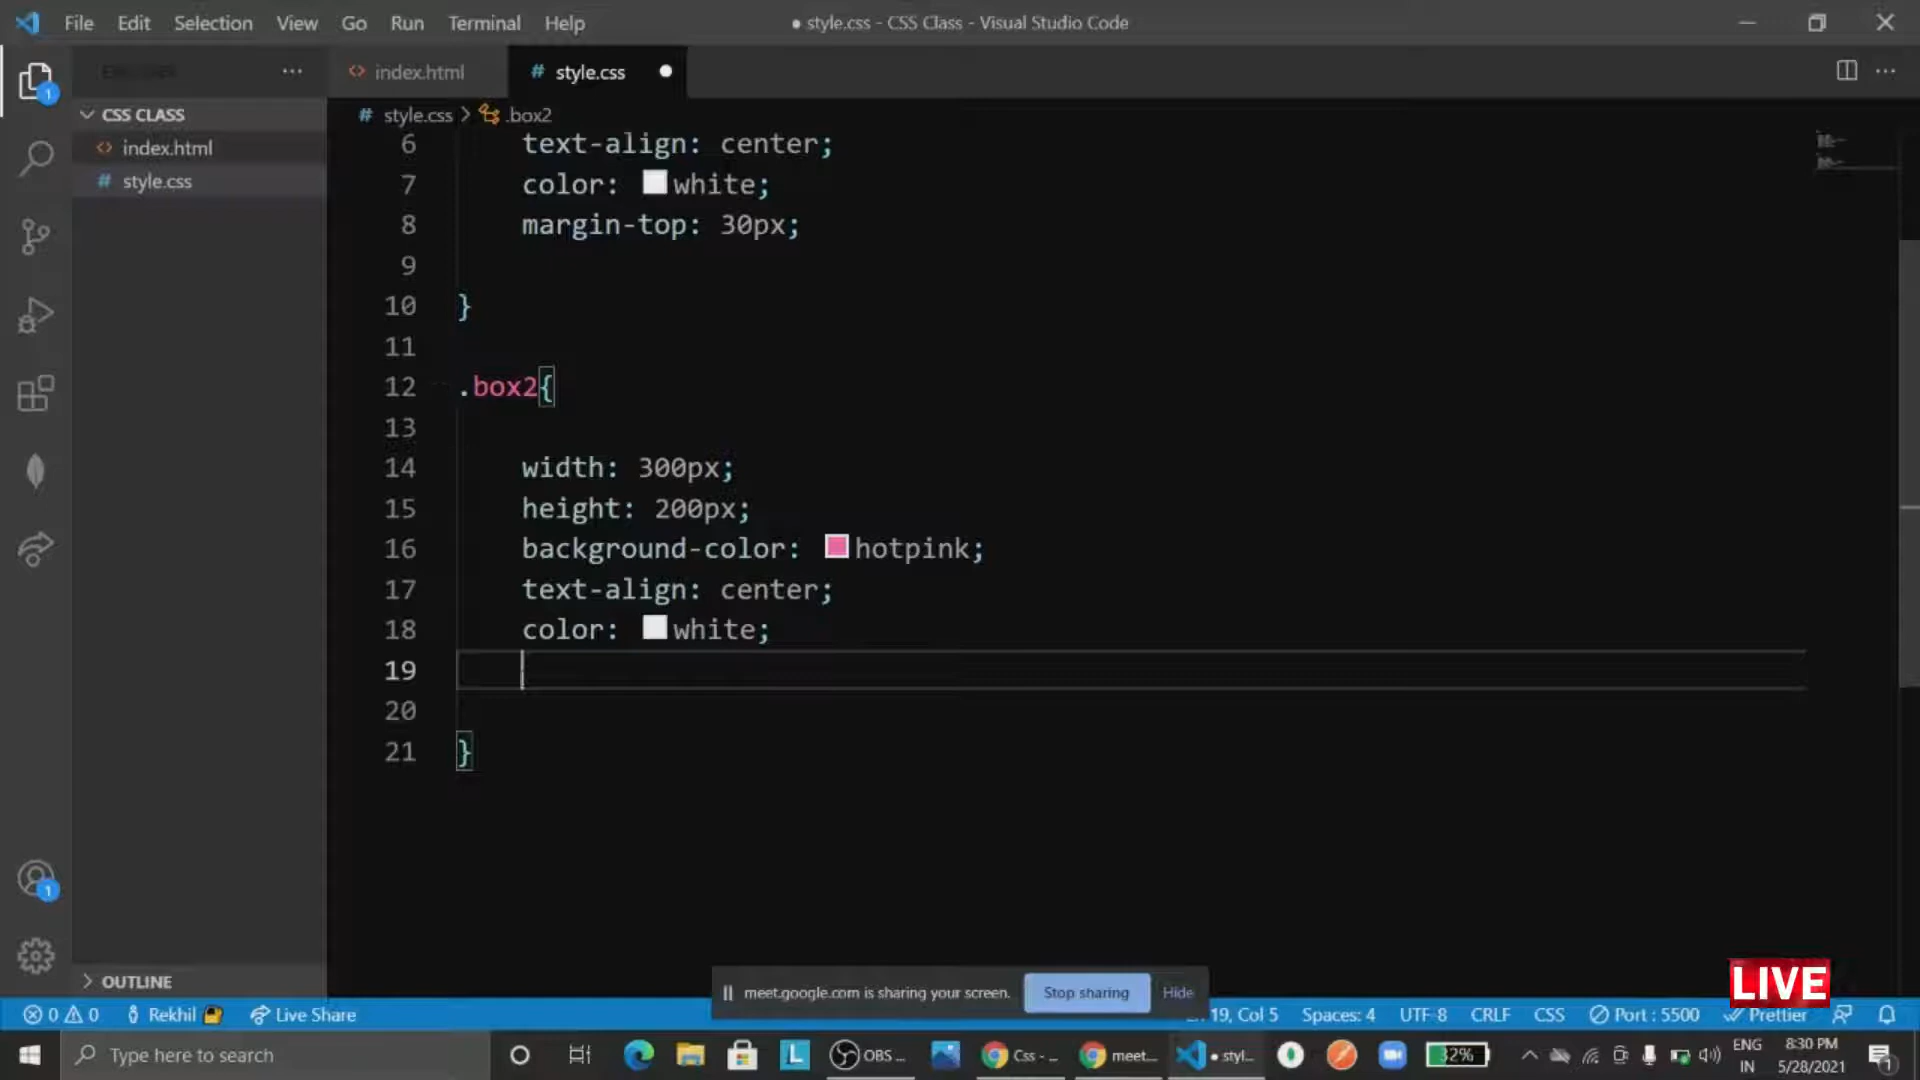 File Edit Selection View Go Run Terminal Help
● style.css - CSS Class - Visual Studio Code
index.html
# style.css
1
CSS CLASS
index.html
# style.css
# style.css > .box2
6 text-align: center;
7 color: white;
8 margin-top: 30px;
9
10 }
11
12 .box2{
13
14 width: 300px;
15 height: 200px;
16 background-color: hotpink;
17 text-align: center;
18 color: white;
19
20
21 }
1
OUTLINE
meet.google.com is sharing your screen. Stop sharing Hide
LIVE
0 0 Rekhil Live Share
19, Col 5 Spaces: 4 UTF-8 CRLF CSS Port : 5500 Prettier
Type here to search
L
OBS ...
Css - ...
meet...
● styl...
32%
ENG
IN
8:30 PM
5/28/2021
1